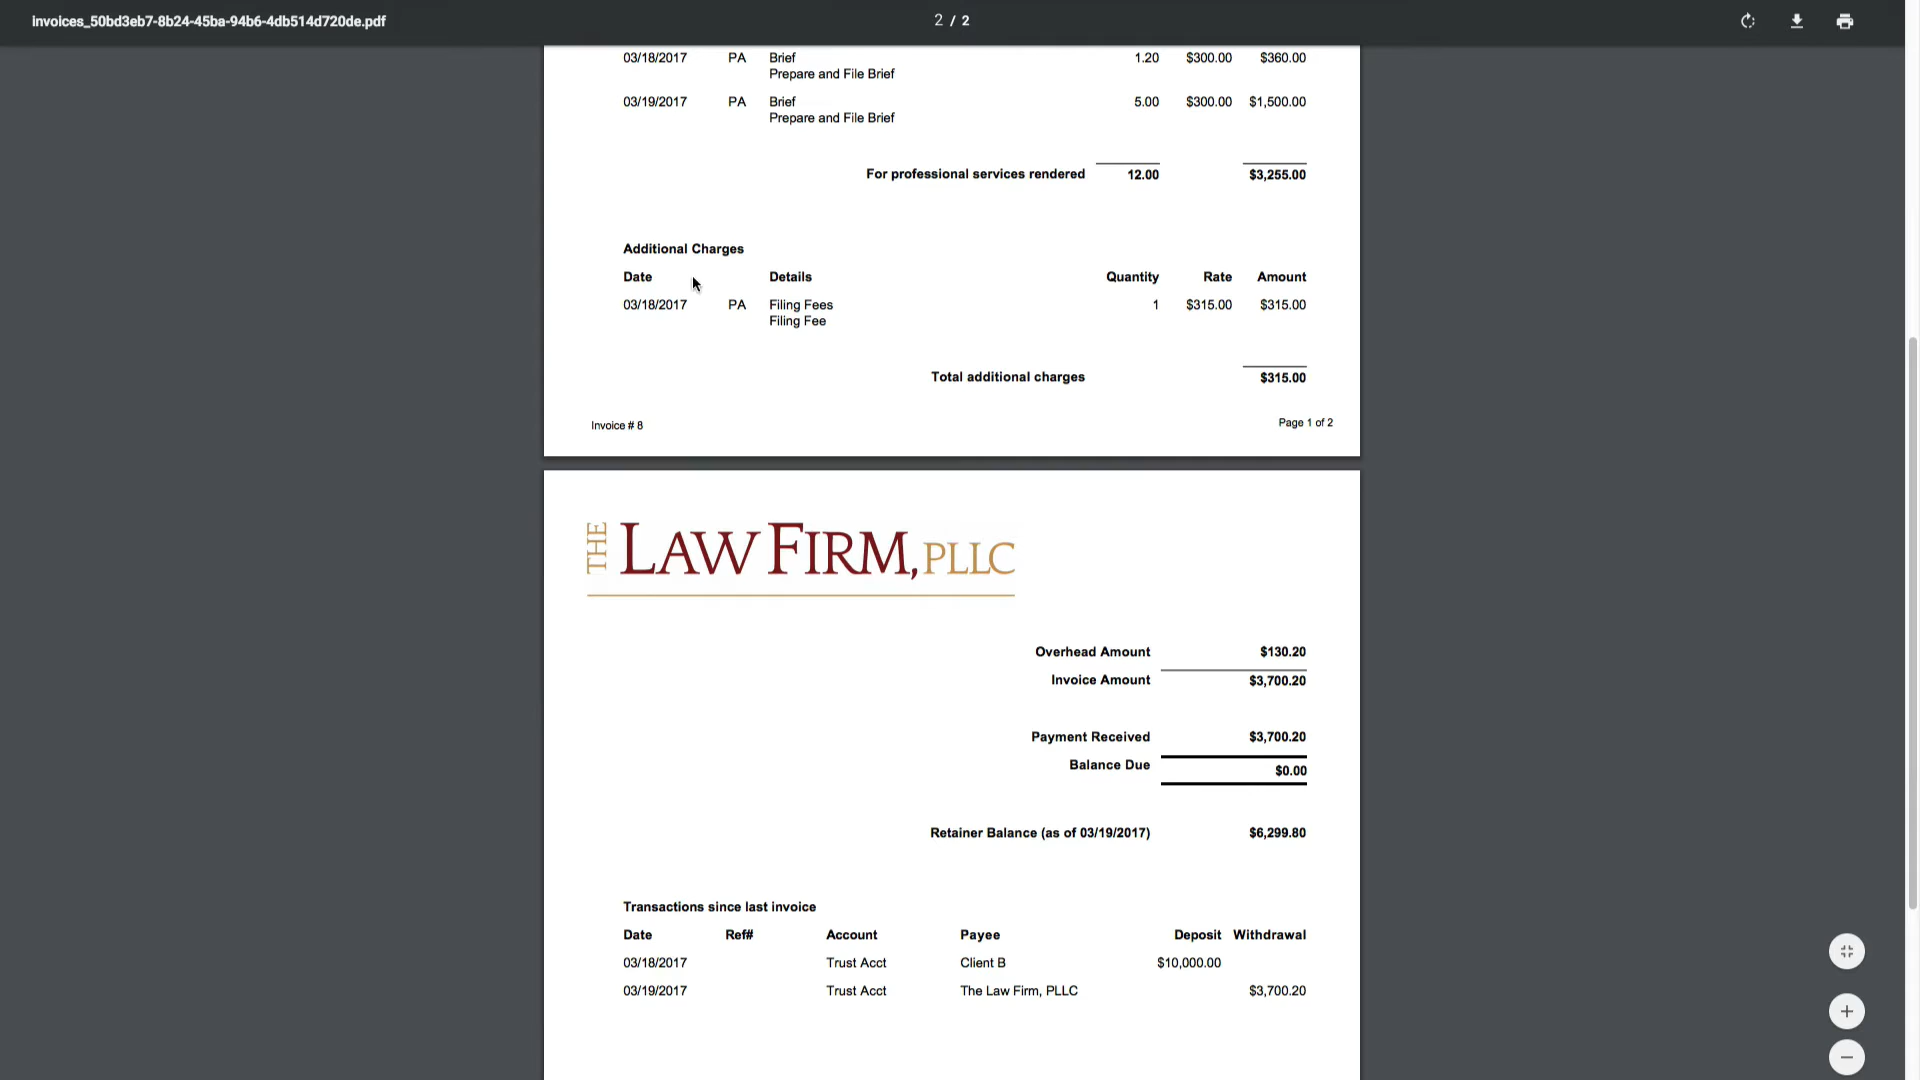 invoices_50bd3eb7-8b24-45ba-94b6-4db514d720de.pdf 2 / 2
03/18/2017 PA Brief 1.20 $300.00 $360.00
Prepare and File Brief
03/19/2017 PA Brief 5.00 $300.00 $1,500.00
Prepare and File Brief
For professional services rendered 12.00 $3,255.00
Additional Charges
Date Details Quantity Rate Amount
03/18/2017 PA Filing Fees 1 $315.00 $315.00
Filing Fee
Total additional charges $315.00
Invoice # 8 Page 1 of 2
THE LAW FIRM, PLLC
Overhead Amount $130.20
Invoice Amount $3,700.20
Payment Received $3,700.20
Balance Due $0.00
Retainer Balance (as of 03/19/2017) $6,299.80
Transactions since last invoice
Date Ref# Account Payee Deposit Withdrawal
03/18/2017 Trust Acct Client B $10,000.00
03/19/2017 Trust Acct The Law Firm, PLLC $3,700.20